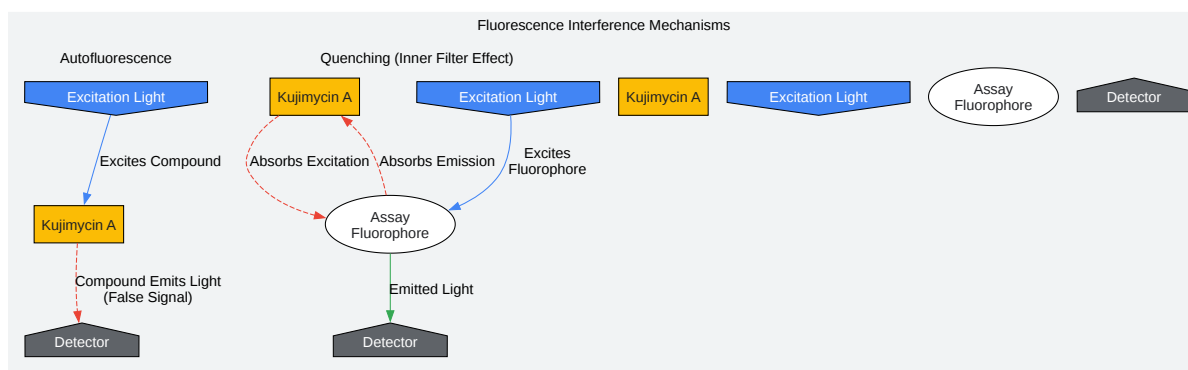 Fluorescence Interference Mechanisms
Autofluorescence
Quenching (Inner Filter Effect)
Excitation Light
Kujimycin A
Excitation Light
Kujimycin A
Excitation Light
Assay
Fluorophore
Detector
Excites Compound
Absorbs Excitation
Absorbs Emission
Excites
Fluorophore
Kujimycin A
Assay
Fluorophore
Compound Emits Light
(False Signal)
Emitted Light
Detector
Detector